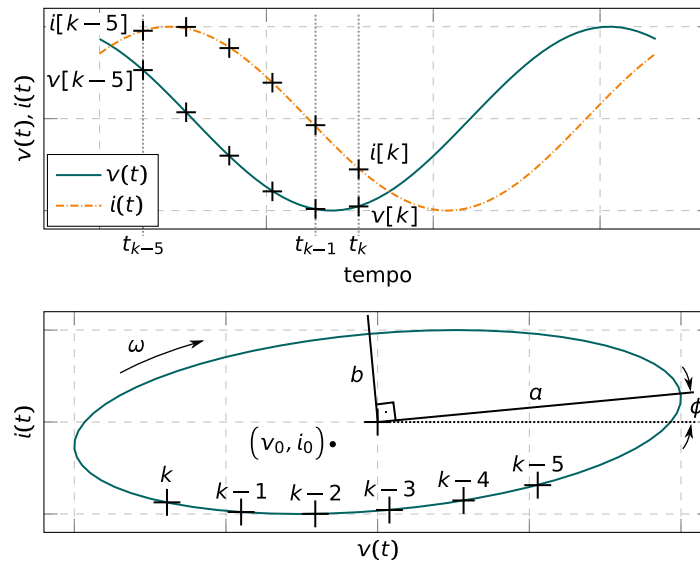 i[k−5]
v[k−5]
v(t), i(t)
i[k]
v[k]
v(t)
i(t)
t_{k−5} t_{k−1} t_k
tempo
ω
b
a
ϕ
i(t)
(v_0, i_0)
k
k−1
k−2
k−3
k−4
k−5
v(t)